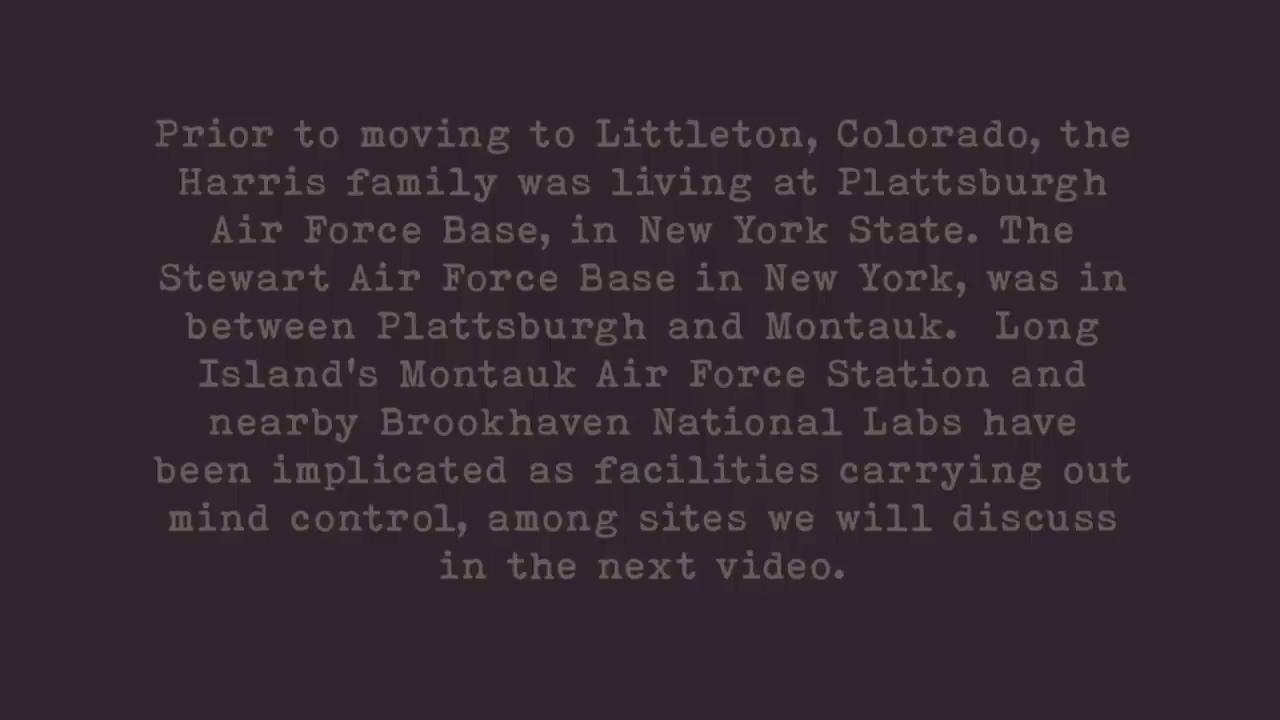 Prior to moving to Littleton, Colorado, the
Harris family was living at Plattsburgh
Air Force Base, in New York State. The
Stewart Air Force Base in New York, was in
between Plattsburgh and Montauk.  Long
Island's Montauk Air Force Station and
nearby Brookhaven National Labs have
been implicated as facilities carrying out
mind control, among sites we will discuss
in the next video.